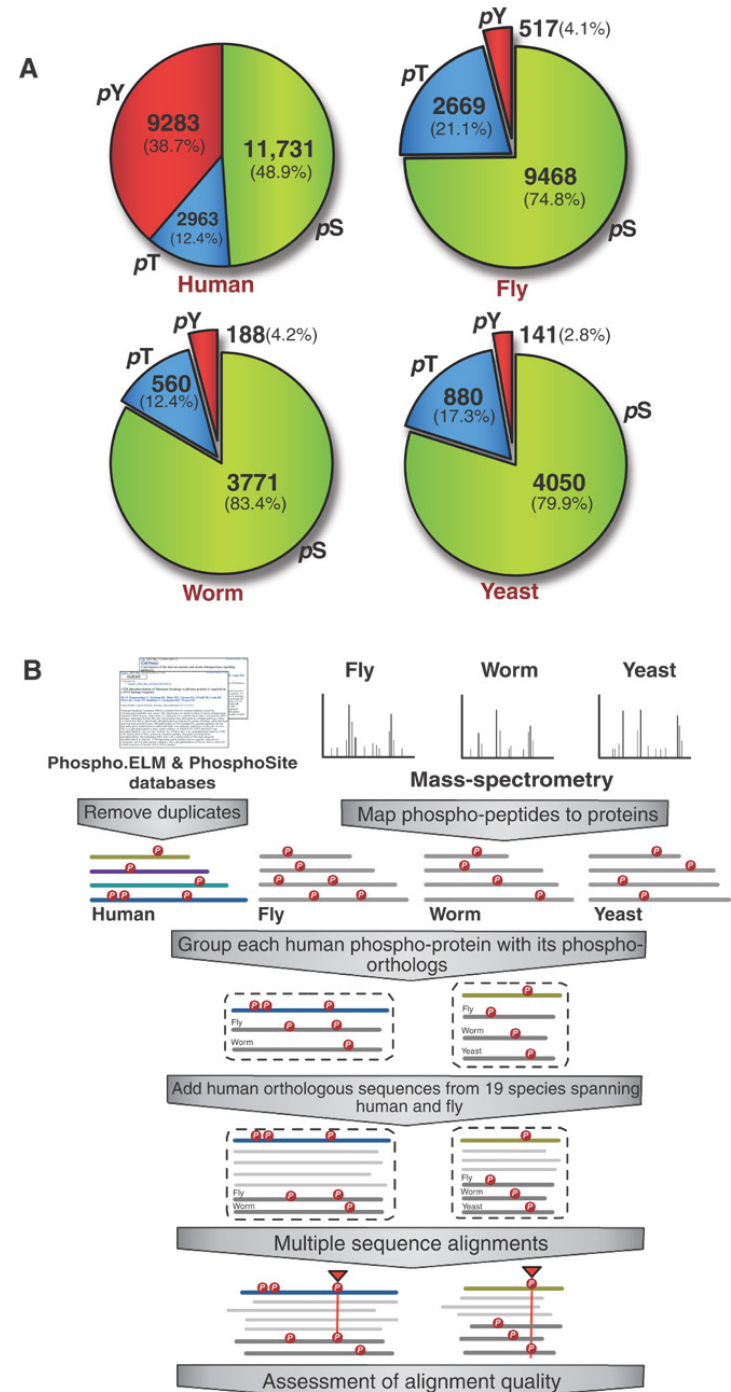 A
pY
9283
(38.7%)
11,731
(48.9%)
2963
(12.4%)
pT
pS
Human
517(4.1%)
pY
pT
2669
(21.1%)
9468
(74.8%)
pS
Fly
pY
188(4.2%)
pT
560
(12.4%)
3771
(83.4%)
pS
Worm
pY
141(2.8%)
pT
880
(17.3%)
pS
4050
(79.9%)
Yeast
B
Fly
Worm
Yeast
Phospho.ELM & PhosphoSite
databases
Mass-spectrometry
Remove duplicates
Map phospho-peptides to proteins
P P P P
P P P P
P P P P P P
P P P P P P P
Human Fly Worm Yeast
Group each human phospho-protein with its phospho-
orthologs
P P P P
Fly P P Fly P
Worm P Worm P
Yeast P
Add human orthologous sequences from 19 species spanning
human and fly
P P P P
Fly P P Fly P
Worm P Worm P
Yeast P
Multiple sequence alignments
P P P P
P P P
P P
P
Assessment of alignment quality